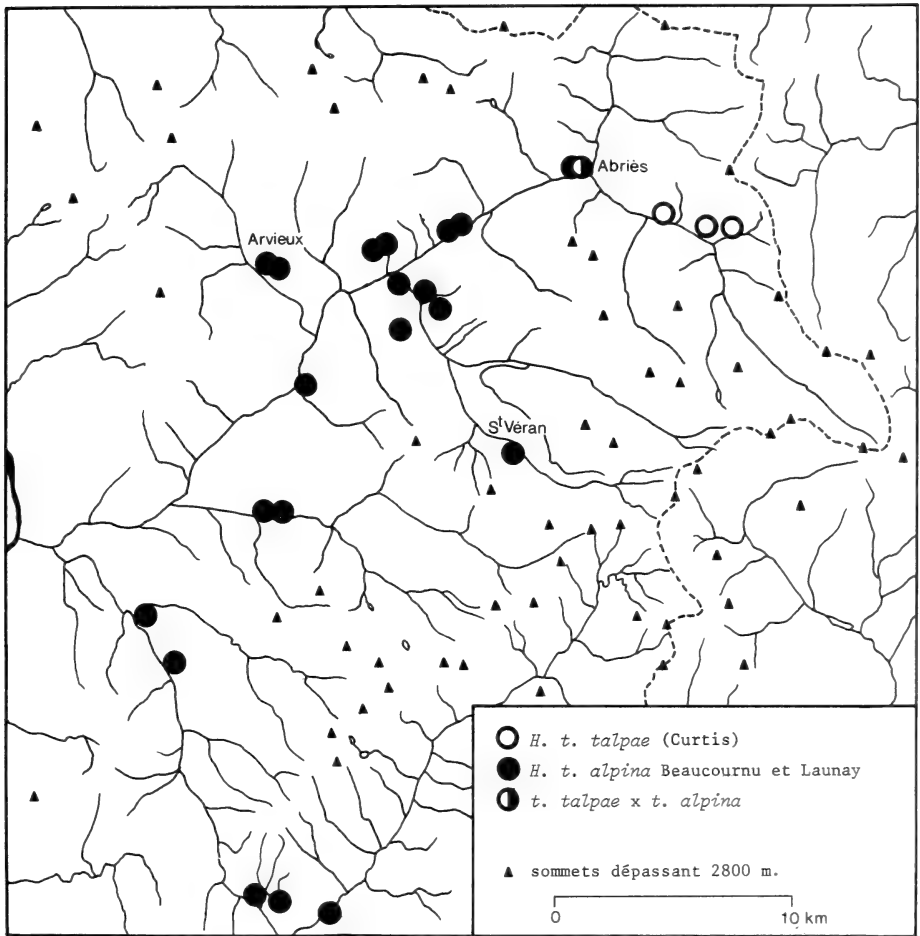 Abriès
Arvieux
St Véran
H. t. talpae (Curtis)
H. t. alpina Beaucournu et Launay
t. talpae x t. alpina
sommets dépassant 2800 m.
0 10 km